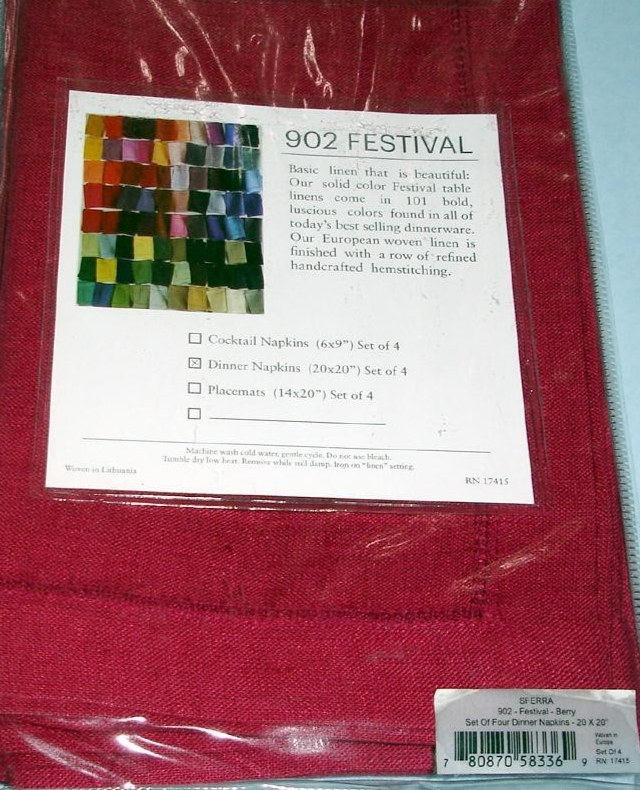 902 FESTIVAL
Basic linen that is beautiful:
Our solid color Festival table
linens come in 101 bold,
luscious colors found in all of
today's best selling dinnerware.
Our European woven linen is
finished with a row of refined
handcrafted hemstitching.
☐ Cocktail Napkins (6x9") Set of 4
☒ Dinner Napkins (20x20") Set of 4
☐ Placemats (14x20") Set of 4
☐
Machine wash cold water, gentle cycle. Do not use bleach.
Tumble dry low heat. Remove while still damp. Iron on "linen" setting.
Woven in Lithuania
RN 17415
SFERRA
902 - Festival - Berry
Set Of Four Dinner Napkins - 20 X 20"
Woven in
Europe
Set Of 4
RN: 17415
7 80870 58336 9